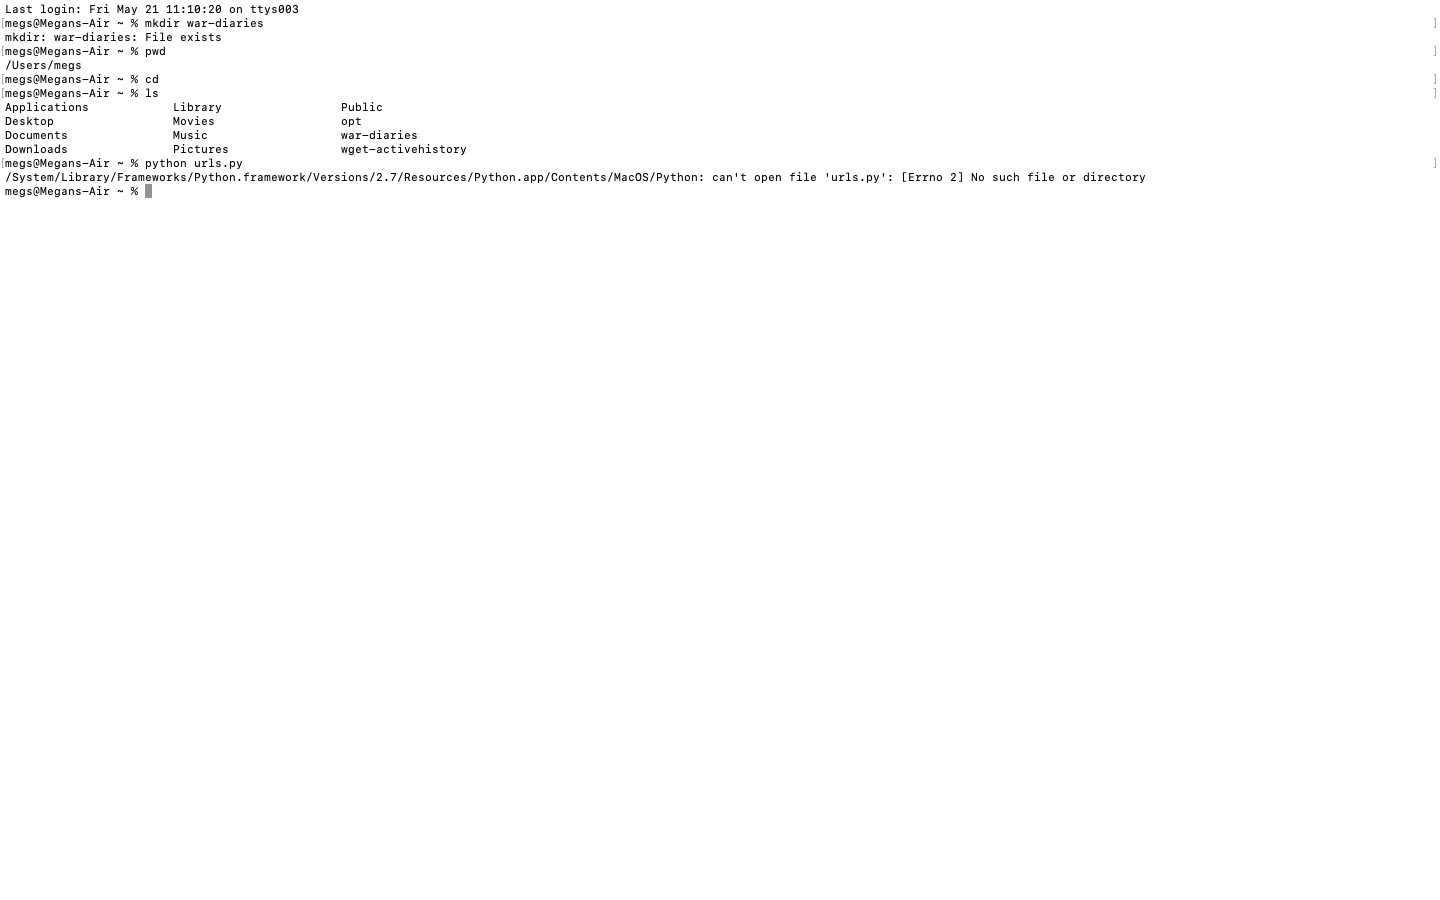 Last login: Fri May 21 11:10:20 on ttys003
[megs@Megans-Air ~ % mkdir war-diaries ]
mkdir: war-diaries: File exists
[megs@Megans-Air ~ % pwd ]
/Users/megs
[megs@Megans-Air ~ % cd ]
[megs@Megans-Air ~ % ls ]
Applications Library Public
Desktop Movies opt
Documents Music war-diaries
Downloads Pictures wget-activehistory
[megs@Megans-Air ~ % python urls.py ]
/System/Library/Frameworks/Python.framework/Versions/2.7/Resources/Python.app/Contents/MacOS/Python: can't open file 'urls.py': [Errno 2] No such file or directory
megs@Megans-Air ~ %